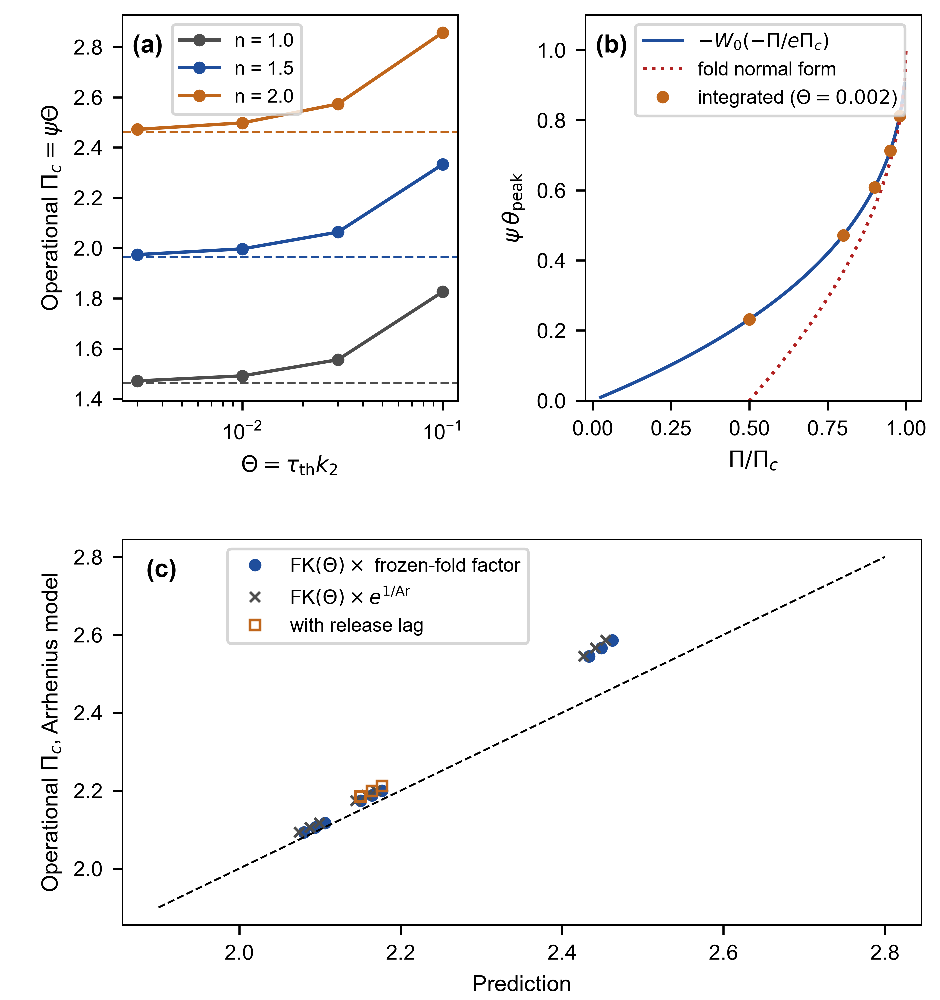 (a)
n = 1.0
n = 1.5
n = 2.0
2.8
2.6
2.4
2.2
2.0
1.8
1.6
1.4
Operational Π_c = ψΘ
10⁻² 10⁻¹
Θ = τ_th k₂
(b)
−W₀(−Π/eΠ_c)
fold normal form
integrated (Θ = 0.002)
1.0
0.8
0.6
0.4
0.2
0.0
ψ θ_peak
0.00 0.25 0.50 0.75 1.00
Π/Π_c
(c)
FK(Θ) × frozen-fold factor
FK(Θ) × e^{1/Ar}
with release lag
2.8
2.6
2.4
2.2
2.0
Operational Π_c, Arrhenius model
2.0 2.2 2.4 2.6 2.8
Prediction